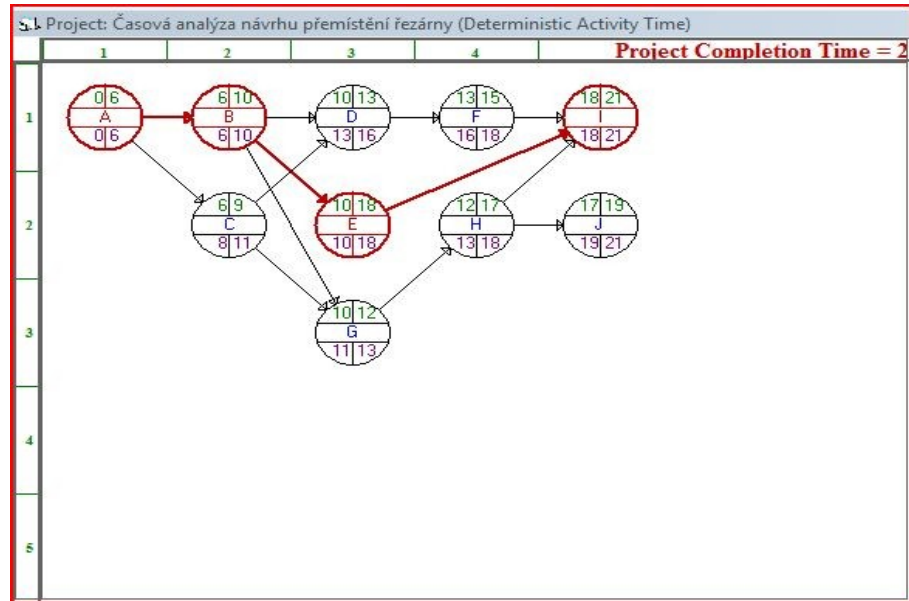 Project: Časová analýza návrhu přemístění řezárny (Deterministic Activity Time)
1 2 3 4 Project Completion Time = 2
1
0 6 6 10 10 13 13 15 18 21
A B D F I
0 6 6 10 13 16 16 18 18 21
2
6 9 10 18 12 17 17 19
C E H J
8 11 10 18 13 18 19 21
3
10 12
G
11 13
4
5